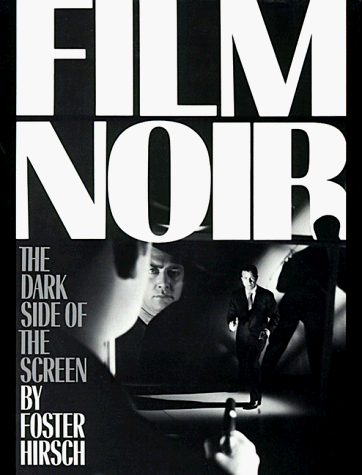 FILM
NOIR
THE
DARK
SIDE OF
THE
SCREEN
BY
FOSTER
HIRSCH